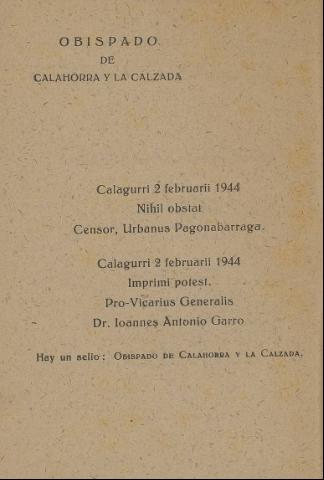 OBISPADO
DE
CALAHORRA Y LA CALZADA
Calagurri 2 februarii 1944
Nihil obstat
Censor, Urbanus Pagonabarraga.
Calagurri 2 februarii 1944
Imprimi potest.
Pro-Vicarius Generalis
Dr. Ioannes Antonio Garro
Hay un sello: OBISPADO DE CALAHORRA Y LA CALZADA.